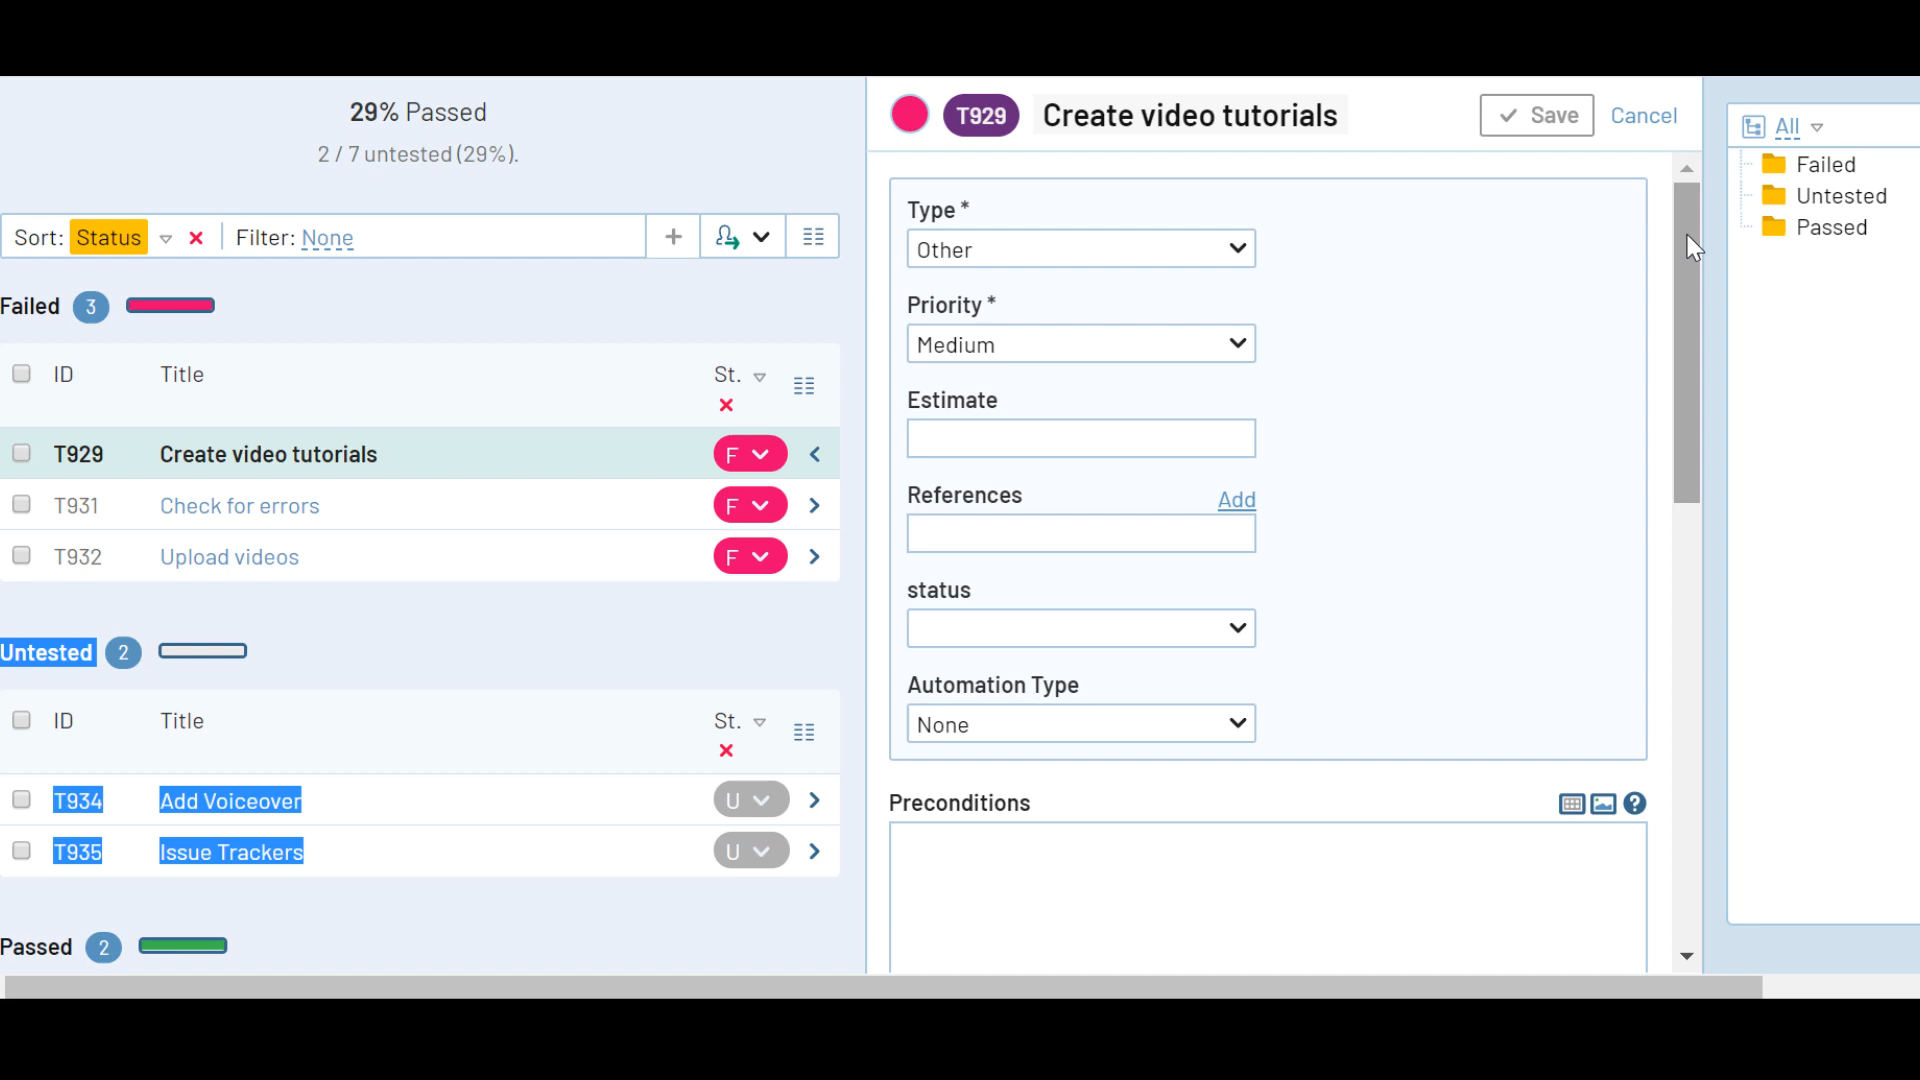 29% Passed
2 / 7 untested (29%).
Sort: Status Filter: None
Failed 3
ID Title St.
T929 Create video tutorials F
T931 Check for errors F
T932 Upload videos F
Untested 2
ID Title St.
T934 Add Voiceover U
T935 Issue Trackers U
Passed 2
T929 Create video tutorials Save Cancel
Type *
Other
Priority *
Medium
Estimate
References Add
status
Automation Type
None
Preconditions ?
All
Failed
Untested
Passed